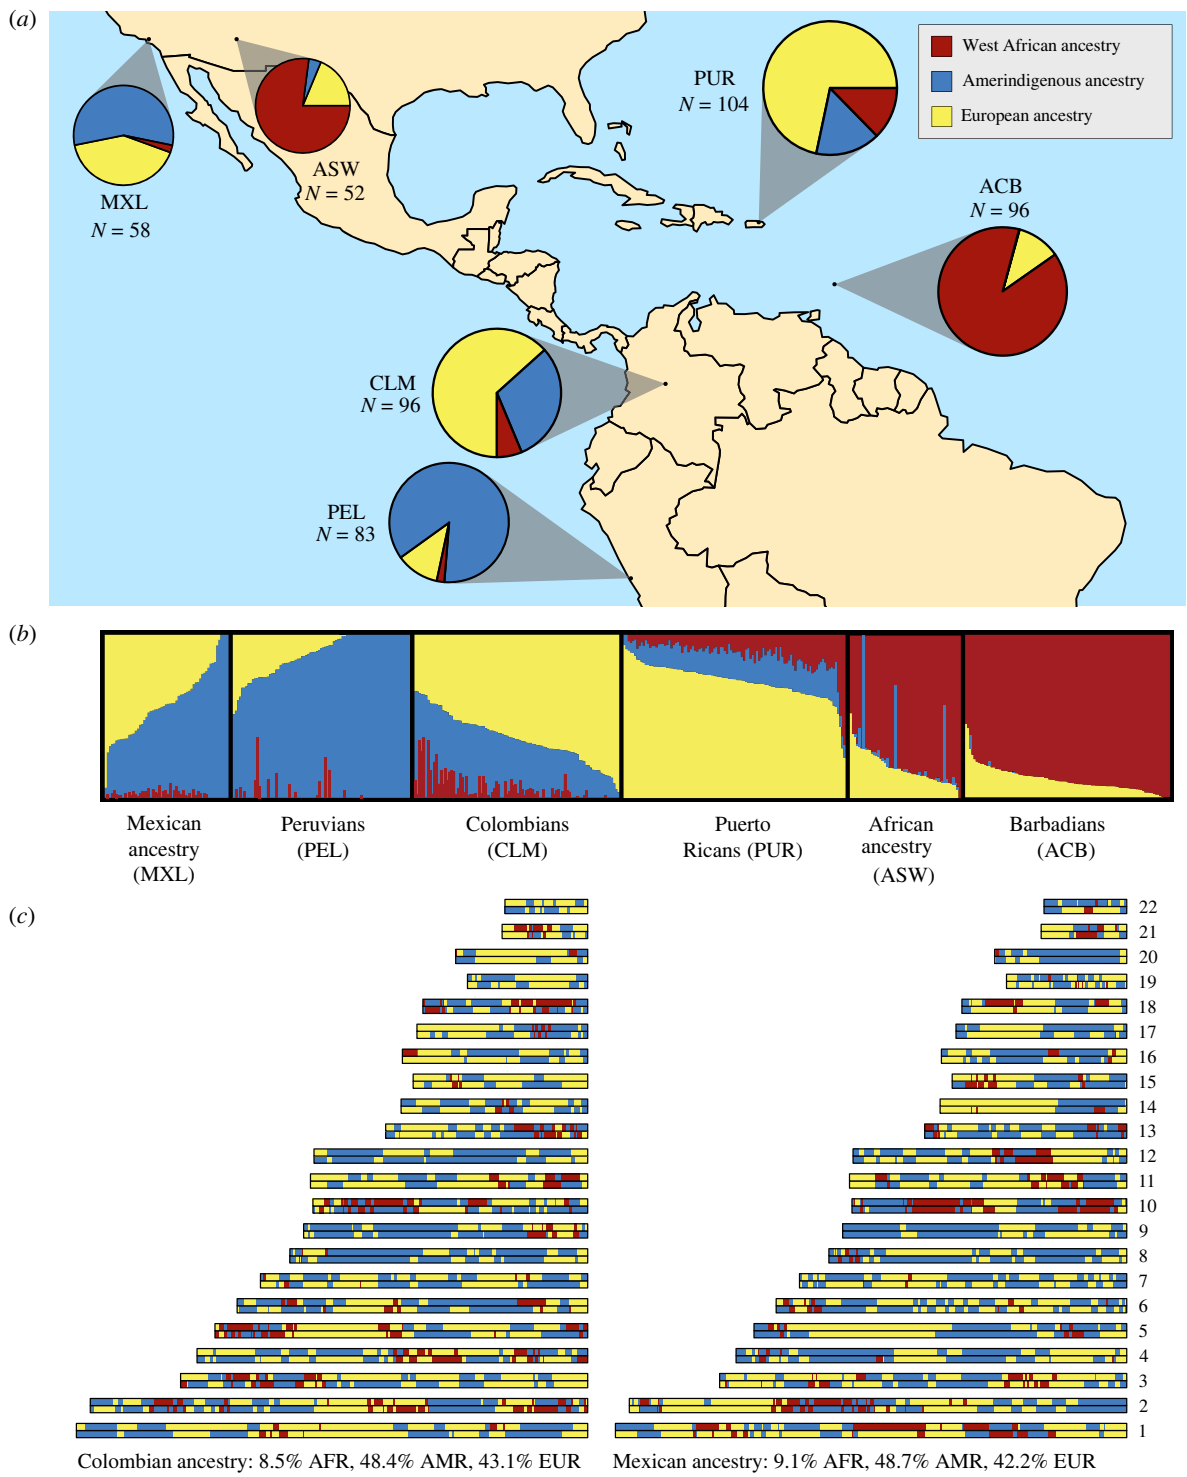 (a)
West African ancestry
Amerindigenous ancestry
European ancestry
MXL
N = 58
ASW
N = 52
PUR
N = 104
ACB
N = 96
CLM
N = 96
PEL
N = 83
(b)
Mexican
ancestry
(MXL)
Peruvians
(PEL)
Colombians
(CLM)
Puerto
Ricans (PUR)
African
ancestry
(ASW)
Barbadians
(ACB)
(c)
22
21
20
19
18
17
16
15
14
13
12
11
10
9
8
7
6
5
4
3
2
1
Colombian ancestry: 8.5% AFR, 48.4% AMR, 43.1% EUR
Mexican ancestry: 9.1% AFR, 48.7% AMR, 42.2% EUR